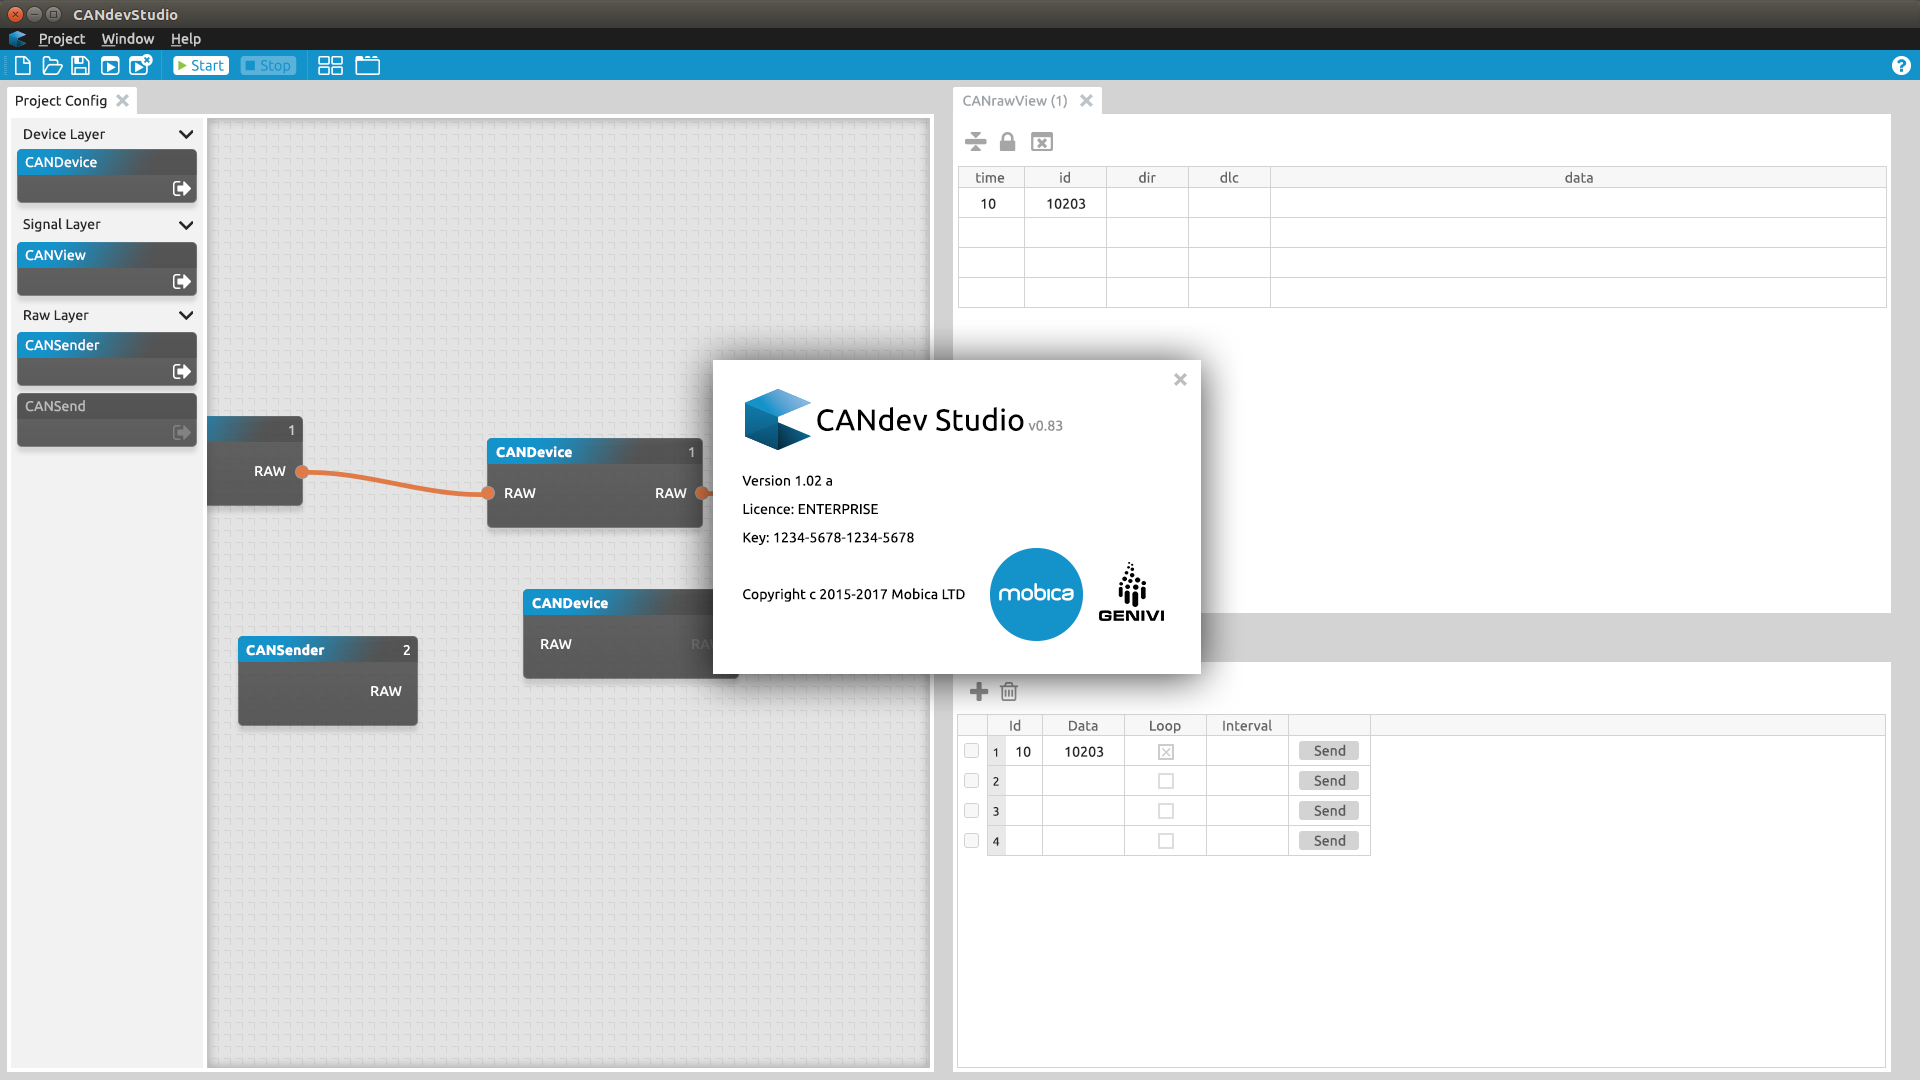 CANdevStudio
Project Window Help
Start Stop
?
Project Config
Device Layer
CANDevice
Signal Layer
CANView
Raw Layer
CANSender
CANSend
1
RAW
CANDevice 1
RAW RAW
CANDevice
RAW RA
CANSender 2
RAW
CANrawView (1)
time id dir dlc data
10 10203
CANdev Studio v0.83
Version 1.02 a
Licence: ENTERPRISE
Key: 1234-5678-1234-5678
Copyright c 2015-2017 Mobica LTD
mobica
GENIVI
Id Data Loop Interval
1 10 10203 Send
2 Send
3 Send
4 Send